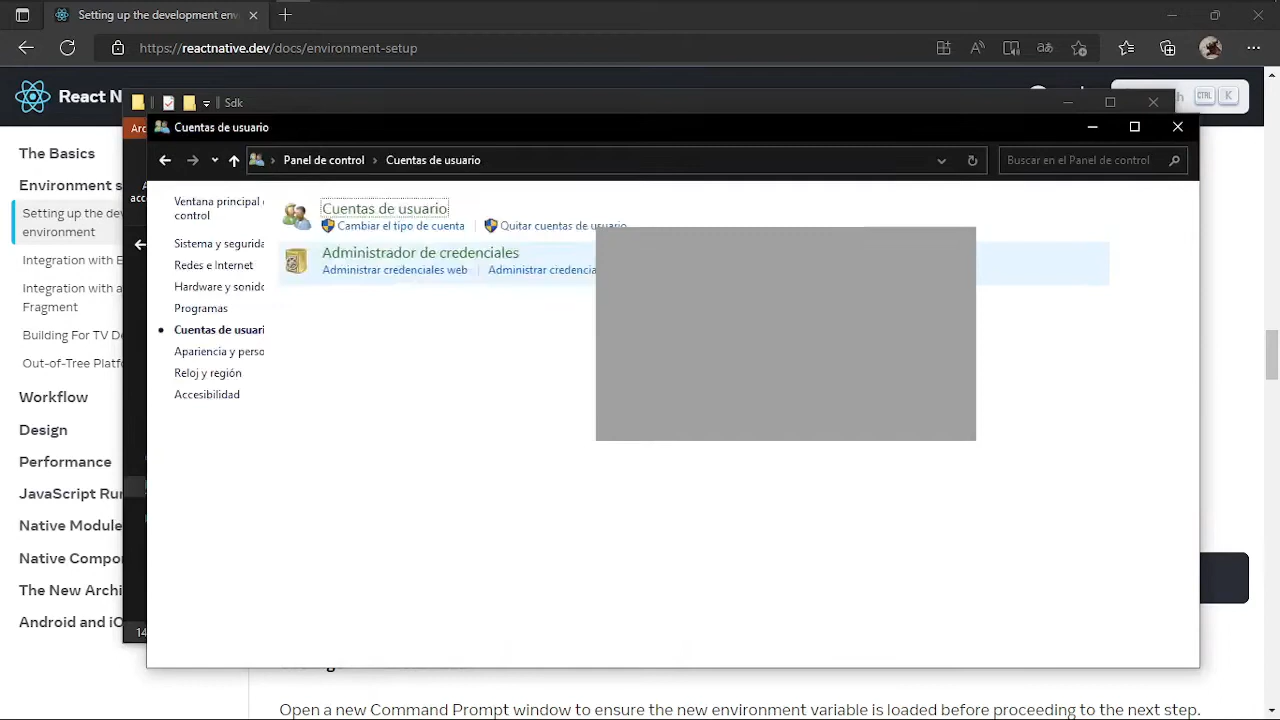 Setting up the development env
https://reactnative.dev/docs/environment-setup
React N
CTRL K
Sdk
Cuentas de usuario
Panel de control
Cuentas de usuario
Buscar en el Panel de control
The Basics
Environment s
Setting up the dev
environment
Integration with E
Integration with a
Fragment
Building For TV De
Out-of-Tree Platfo
Workflow
Design
Performance
JavaScript Run
Native Module
Native Compo
The New Archi
Android and iO
Ventana principal
control
Sistema y segurida
Redes e Internet
Hardware y sonido
Programas
Cuentas de usuari
Apariencia y perso
Reloj y región
Accesibilidad
Cuentas de usuario
Cambiar el tipo de cuenta Quitar cuentas de usuario
Administrador de credenciales
Administrar credenciales web Administrar credencia
14
Open a new Command Prompt window to ensure the new environment variable is loaded before proceeding to the next step.